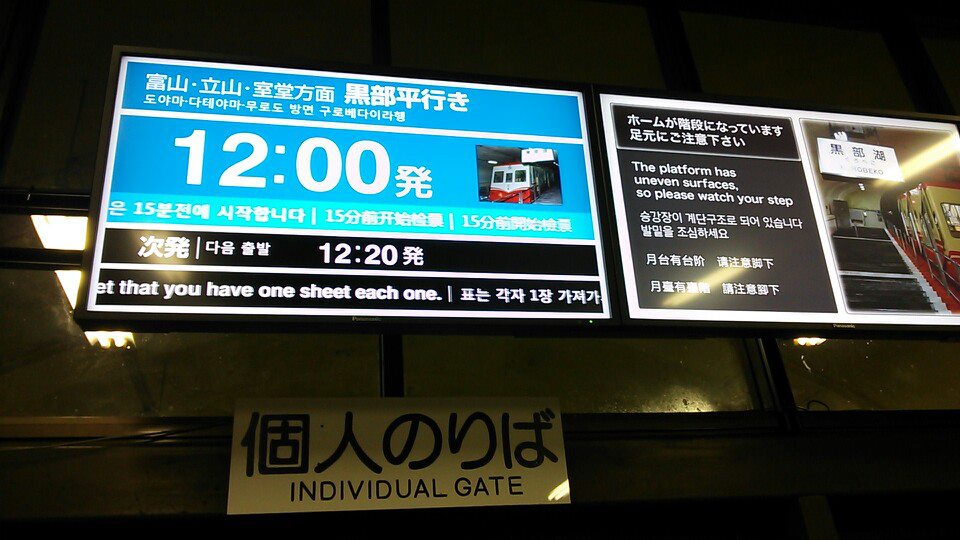 富山・立山・室堂方面 黒部平行き
도야마·다테야마·무로도 방면 구로베다이라행
12:00発
은 15분전에 시작합니다 | 15分前开始检票 | 15分前開始檢票
次発 | 다음 출발 12:20発
et that you have one sheet each one. | 표는 각자 1장 가져가
ホームが階段になっています
足元にご注意下さい
The platform has
uneven surfaces,
so please watch your step
승강장이 계단구조로 되어 있습니다
발밑을 조심하세요
月台有台阶 请注意脚下
月臺有臺階 請注意腳下
黒部湖
くろべこ
KUROBEKO
個人のりば
INDIVIDUAL GATE